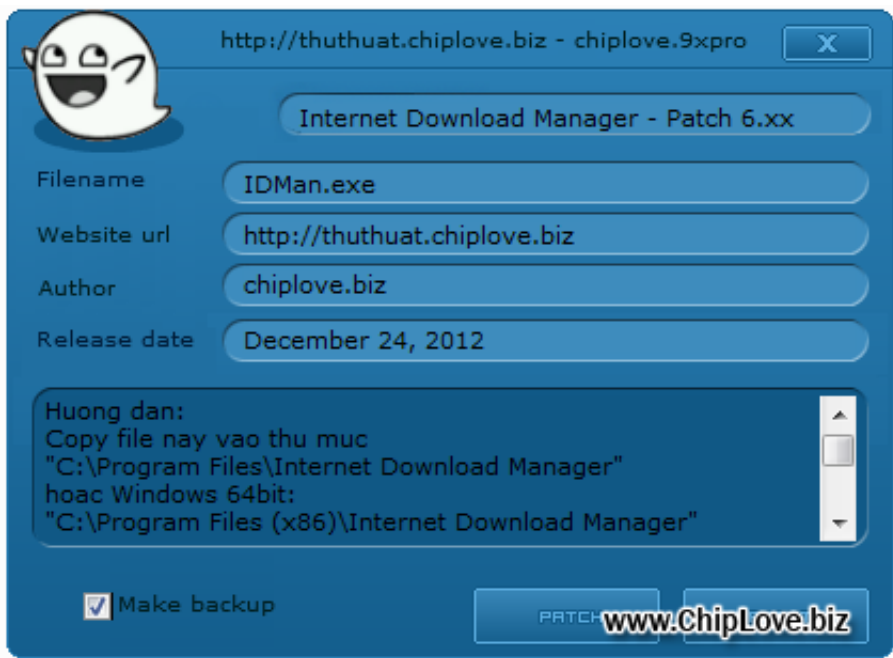 http://thuthuat.chiplove.biz - chiplove.9xpro
X
Internet Download Manager - Patch 6.xx
Filename
IDMan.exe
Website url
http://thuthuat.chiplove.biz
Author
chiplove.biz
Release date
December 24, 2012
Huong dan:
Copy file nay vao thu muc
"C:\Program Files\Internet Download Manager"
hoac Windows 64bit:
"C:\Program Files (x86)\Internet Download Manager"
Make backup
PATCH
www.ChipLove.biz